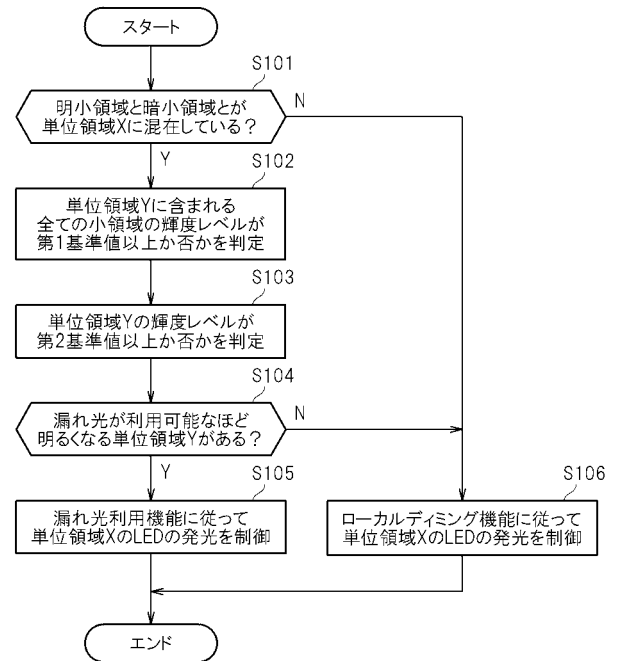 スタート
S101
明小領域と暗小領域とが
単位領域Xに混在している？
N
Y
S102
単位領域Yに含まれる
全ての小領域の輝度レベルが
第1基準値以上か否かを判定
S103
単位領域Yの輝度レベルが
第2基準値以上か否かを判定
S104
漏れ光が利用可能なほど
明るくなる単位領域Yがある？
N
Y
S105
漏れ光利用機能に従って
単位領域XのLEDの発光を制御
S106
ローカルディミング機能に従って
単位領域XのLEDの発光を制御
エンド